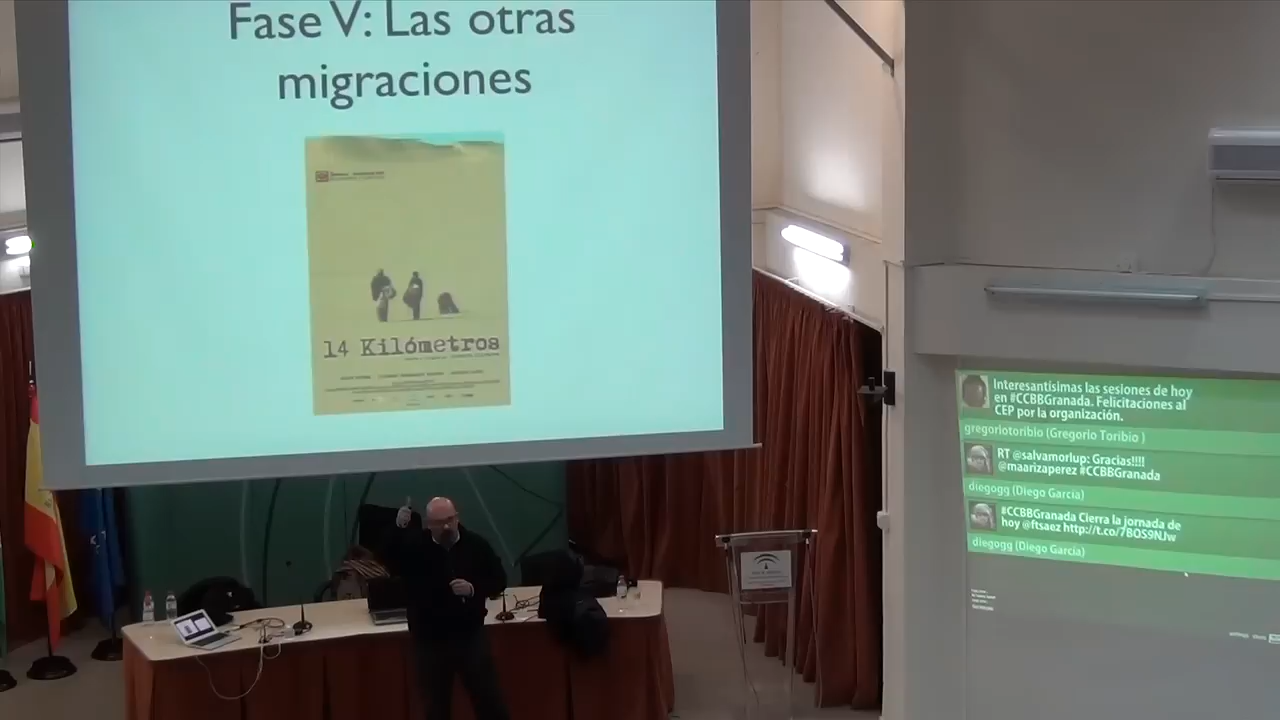 Fase V: Las otras
migraciones
14 Kilómetros
Interesantísimas las sesiones de hoy
en #CCBBGranada. Felicitaciones al
CEP por la organización.
gregoriotoribio (Gregorio Toribio )
RT @salvamorlup: Gracias!!!!
@maarizaperez #CCBBGranada
diegogg (Diego García)
#CCBBGranada Cierra la jornada de
hoy @ftsaez http://t.co/7BOS9NJw
diegogg (Diego García)